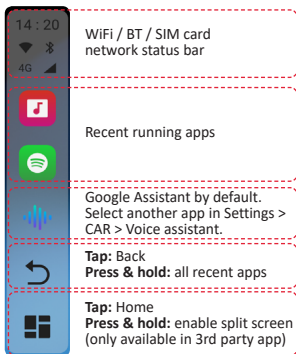 14:20
4G
WiFi / BT / SIM card
network status bar
Recent running apps
Google Assistant by default.
Select another app in Settings >
CAR > Voice assistant.
Tap: Back
Press & hold: all recent apps
Tap: Home
Press & hold: enable split screen
(only available in 3rd party app)